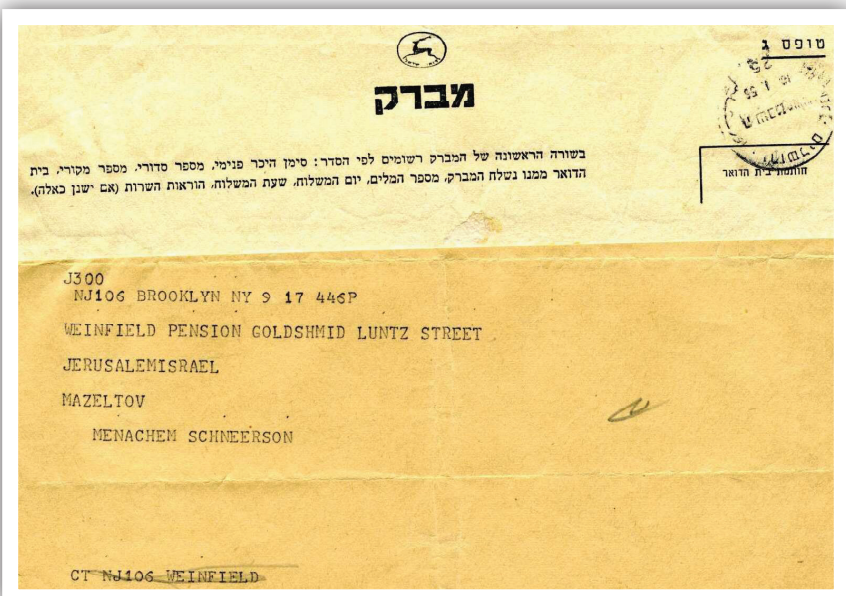 טופס ג
מברק
בשורה הראשונה של המברק רשומים לפי הסדר: סימן היכר פנימי, מספר סדורי, מספר מקורי, בית
הדואר ממנו נשלח המברק, מספר המלים, יום המשלוח, שעת המשלוח, הוראות השרות (אם ישנן כאלה).
חותמת בית הדואר
J300
NJ106 BROOKLYN NY 9 17 446P
WEINFIELD PENSION GOLDSHMID LUNTZ STREET
JERUSALEMISRAEL
MAZELTOV
MENACHEM SCHNEERSON
CT NJ106 WEINFIELD